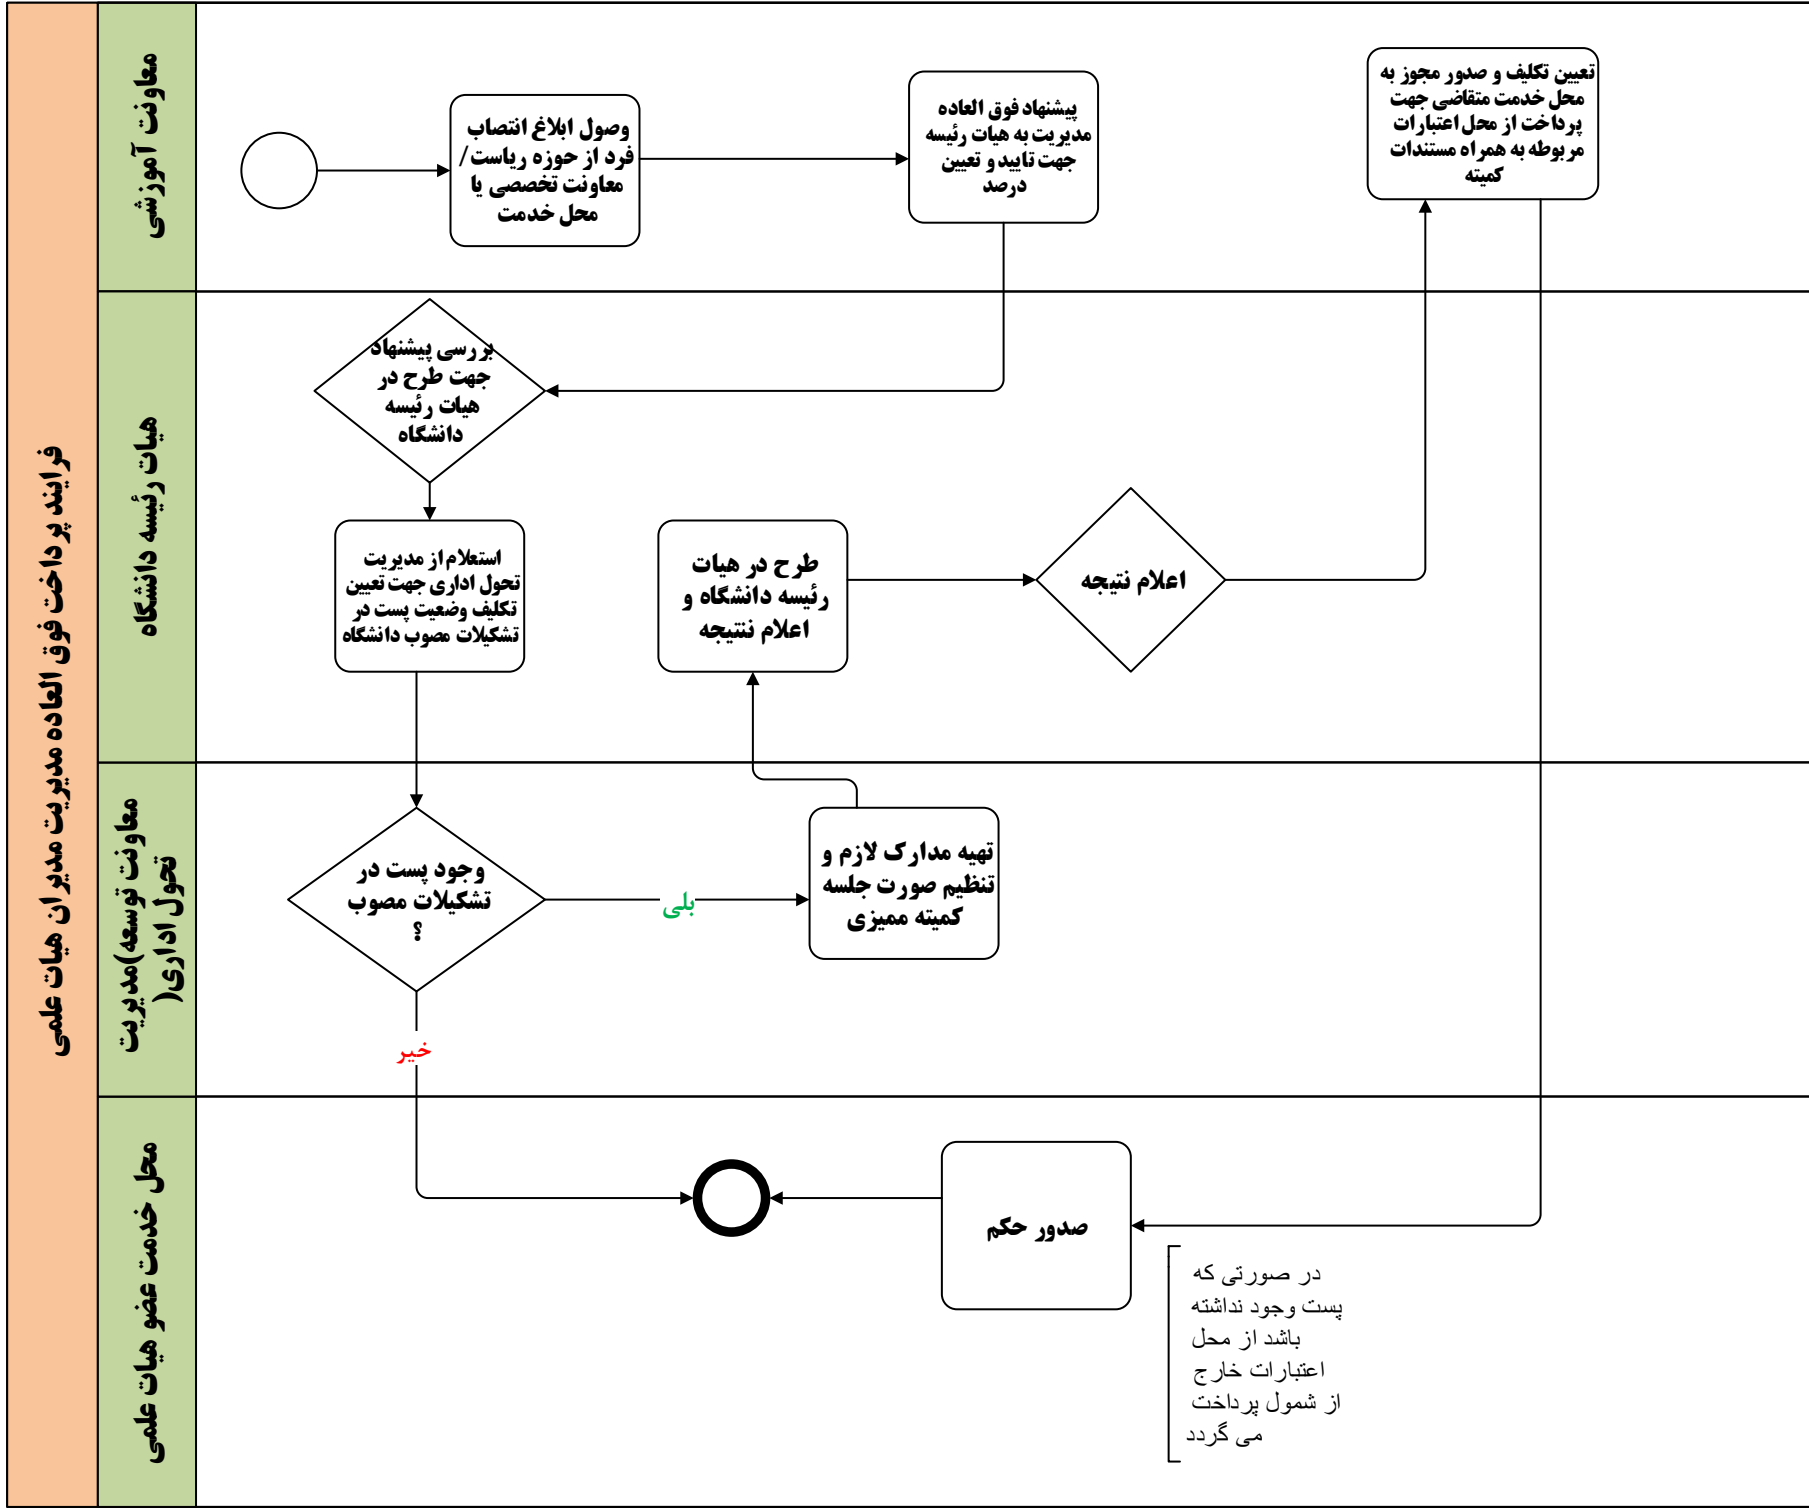 فرایند پرداخت فوق العاده مدیریت مدیران هیات علمی
معاونت آموزشی
وصول ابلاغ انتصاب
فرد از حوزه ریاست/
معاونت تخصصی یا
محل خدمت
پیشنهاد فوق العاده
مدیریت به هیات رئیسه
جهت تایید و تعیین
درصد
تعیین تکلیف و صدور مجوز به
محل خدمت متقاضی جهت
پرداخت از محل اعتبارات
مربوطه به همراه مستندات
کمیته
هیات رئیسه دانشگاه
بررسی پیشنهاد
جهت طرح در
هیات رئیسه
دانشگاه
استعلام از مدیریت
تحول اداری جهت تعیین
تکلیف وضعیت پست در
تشکیلات مصوب دانشگاه
طرح در هیات
رئیسه دانشگاه و
اعلام ننتیجه
اعلام نتیجه
معاونت توسعه)مدیریت
تحول اداری(
وجود پست در
تشکیلات مصوب
؟
بلی
تهیه مدارک لازم و
تنظیم صورت جلسه
کمیته ممیزی
خیر
محل خدمت عضو هیات علمی
صدور حکم
در صورتی که
پست وجود نداشته
باشد از محل
اعتبارات خارج
از شمول پرداخت
می گردد